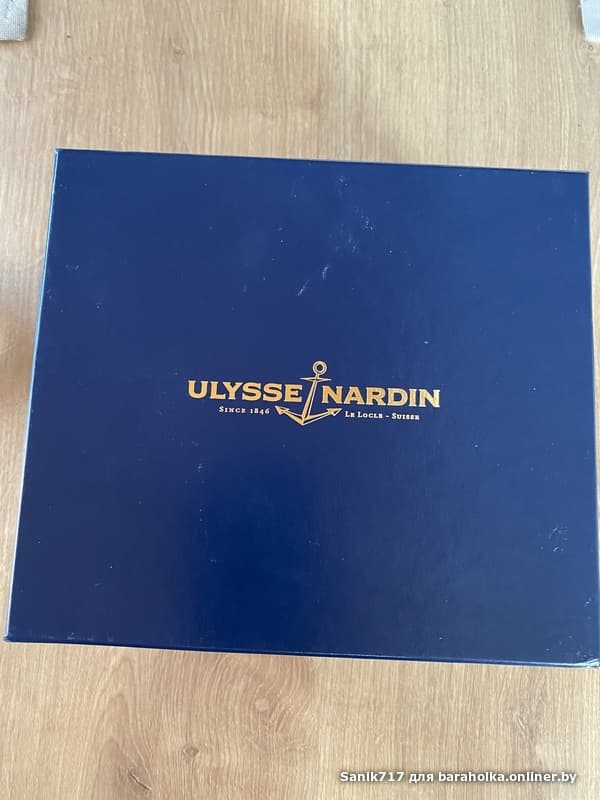 ULYSSE NARDIN
SINCE 1846 LE LOCLE - SUISSE
Sanik717 для baraholka.onliner.by